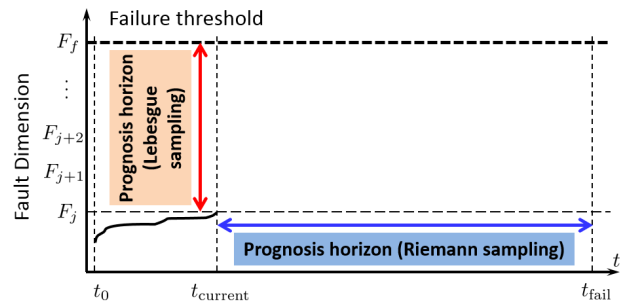 Failure threshold
F_f
⋮
F_{j+2}
F_{j+1}
F_j
Fault Dimension
Prognosis horizon
(Lebesgue
sampling)
Prognosis horizon (Riemann sampling)
t
t_0
t_current
t_fail